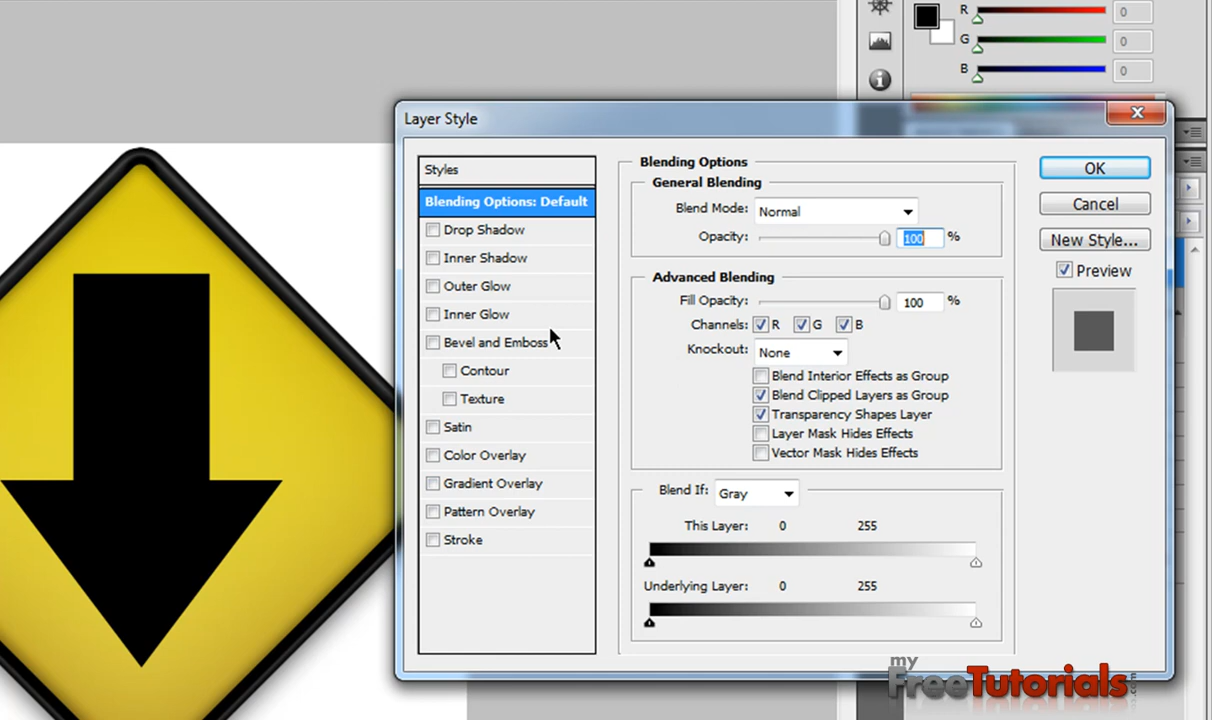 R 0
G 0
B 0
Layer Style
Styles
Blending Options: Default
Drop Shadow
Inner Shadow
Outer Glow
Inner Glow
Bevel and Emboss
Contour
Texture
Satin
Color Overlay
Gradient Overlay
Pattern Overlay
Stroke
Blending Options
General Blending
Blend Mode: Normal
Opacity: 100 %
Advanced Blending
Fill Opacity: 100 %
Channels: R G B
Knockout: None
Blend Interior Effects as Group
Blend Clipped Layers as Group
Transparency Shapes Layer
Layer Mask Hides Effects
Vector Mask Hides Effects
Blend If: Gray
This Layer: 0 255
Underlying Layer: 0 255
OK
Cancel
New Style...
Preview
my
FreeTutorials.com